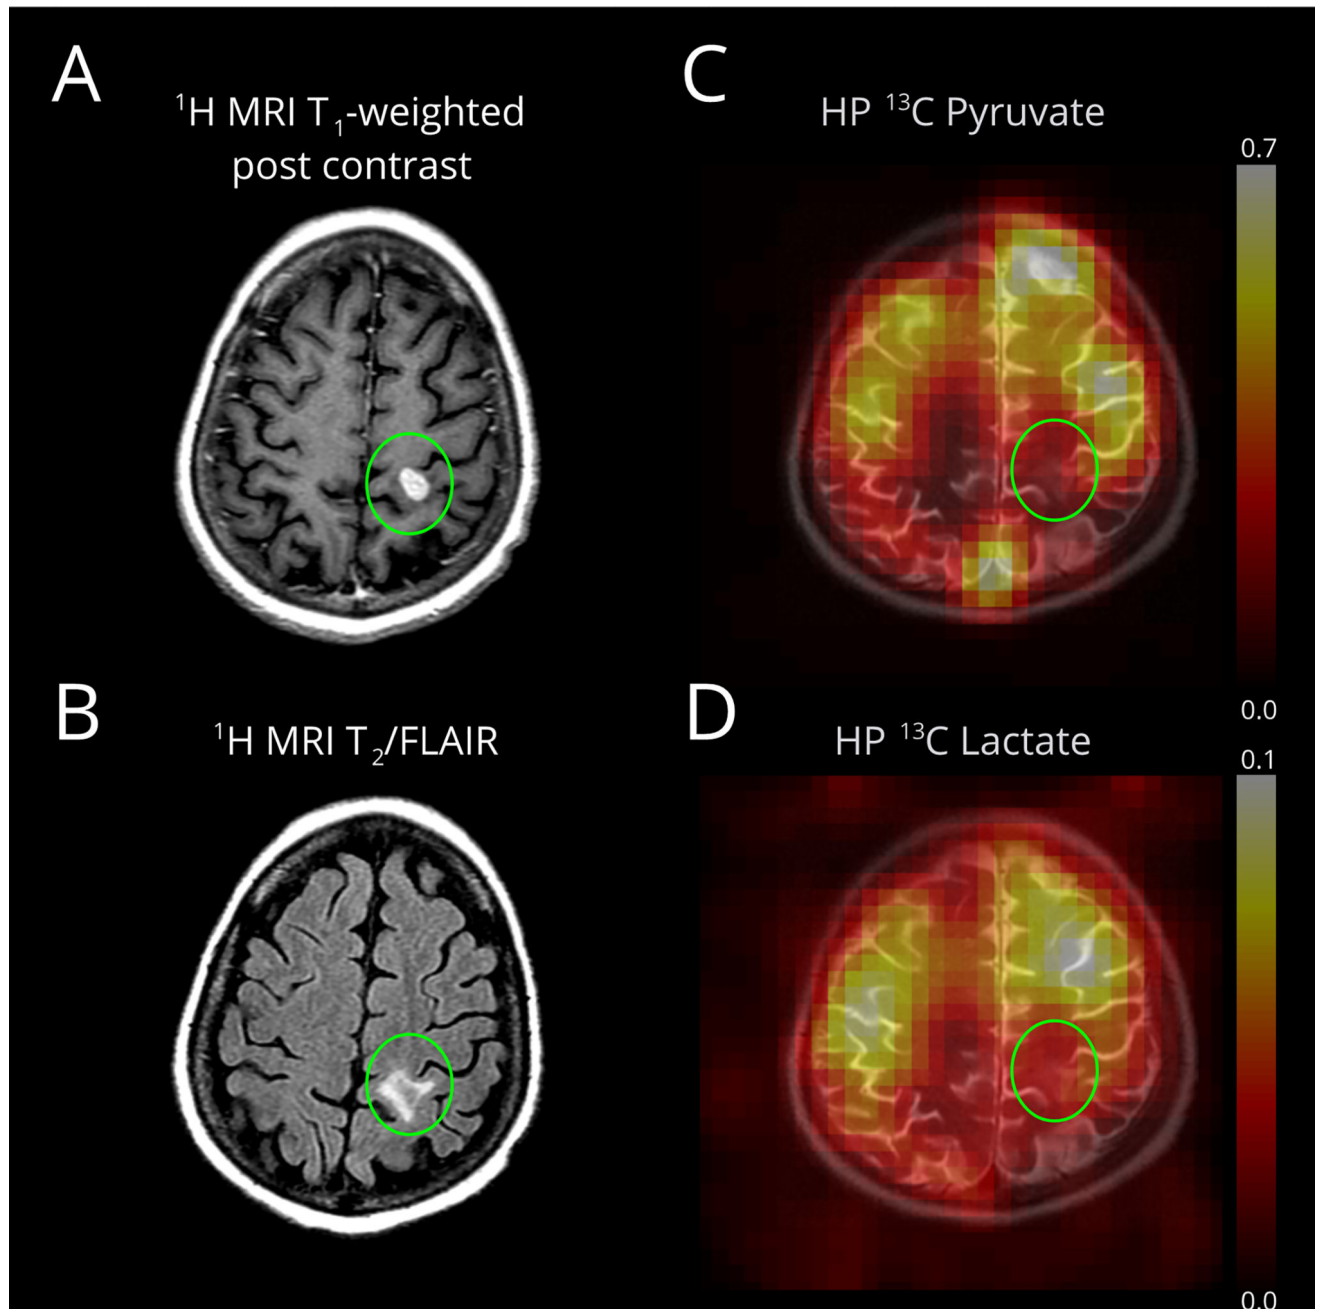 A
¹H MRI T₁-weighted
post contrast
C
HP ¹³C Pyruvate
0.7
0.0
B
¹H MRI T₂/FLAIR
D
HP ¹³C Lactate
0.1
0.0